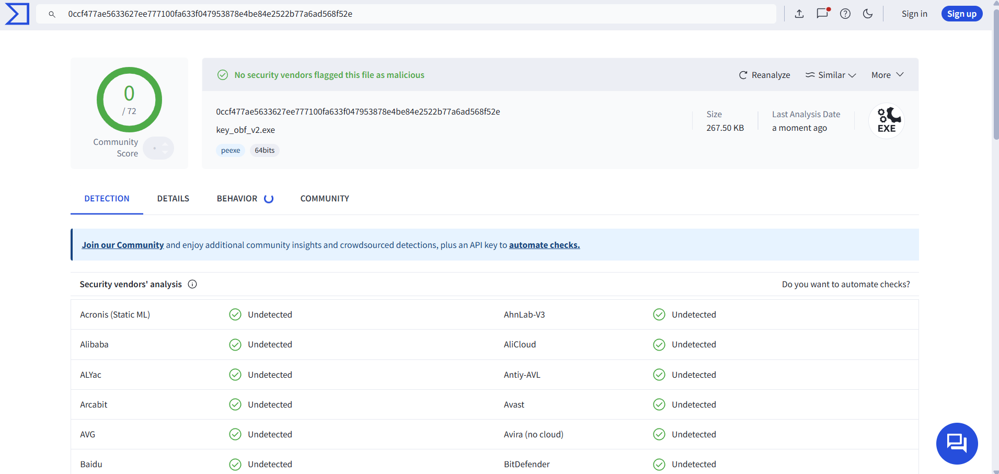 0ccf477ae5633627ee777100fa633f047953878e4be84e2522b77a6ad568f52e
Sign in
Sign up
0
/ 72
Community
Score
No security vendors flagged this file as malicious
Reanalyze
Similar
More
0ccf477ae5633627ee777100fa633f047953878e4be84e2522b77a6ad568f52e
key_obf_v2.exe
peexe
64bits
Size
267.50 KB
Last Analysis Date
a moment ago
EXE
DETECTION
DETAILS
BEHAVIOR
COMMUNITY
Join our Community and enjoy additional community insights and crowdsourced detections, plus an API key to automate checks.
Security vendors' analysis
Do you want to automate checks?
Acronis (Static ML) Undetected AhnLab-V3 Undetected
Alibaba Undetected AliCloud Undetected
ALYac Undetected Antiy-AVL Undetected
Arcabit Undetected Avast Undetected
AVG Undetected Avira (no cloud) Undetected
Baidu Undetected BitDefender Undetected